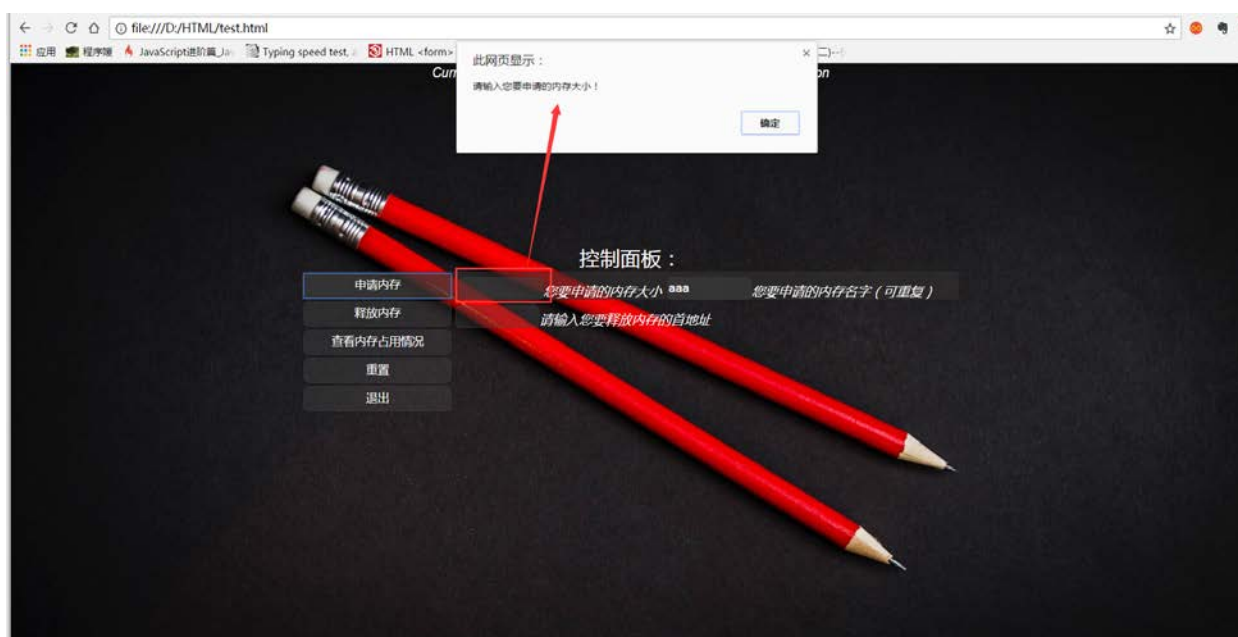 file:///D:/HTML/test.html
应用 程序媛 JavaScript进阶篇_Ja Typing speed test, HTML <form>
此网页显示：
请输入您要申请的内存大小！
确定
Cur
on
控制面板：
申请内存 您要申请的内存大小 aaa 您要申请的内存名字（可重复）
释放内存 请输入您要释放内存的首地址
查看内存占用情况
重置
退出